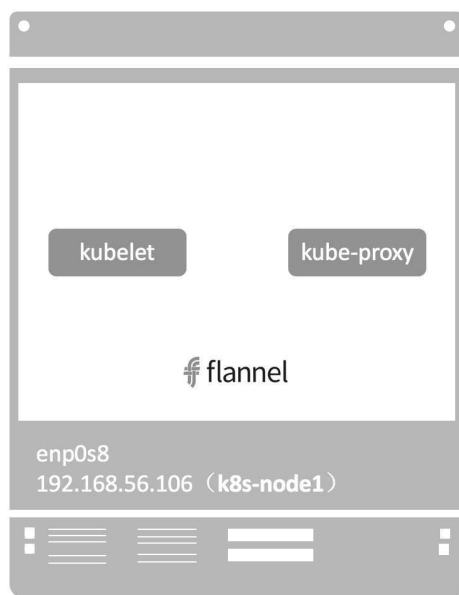 kubelet
kube-proxy
flannel
enp0s8
192.168.56.106（k8s-node1）